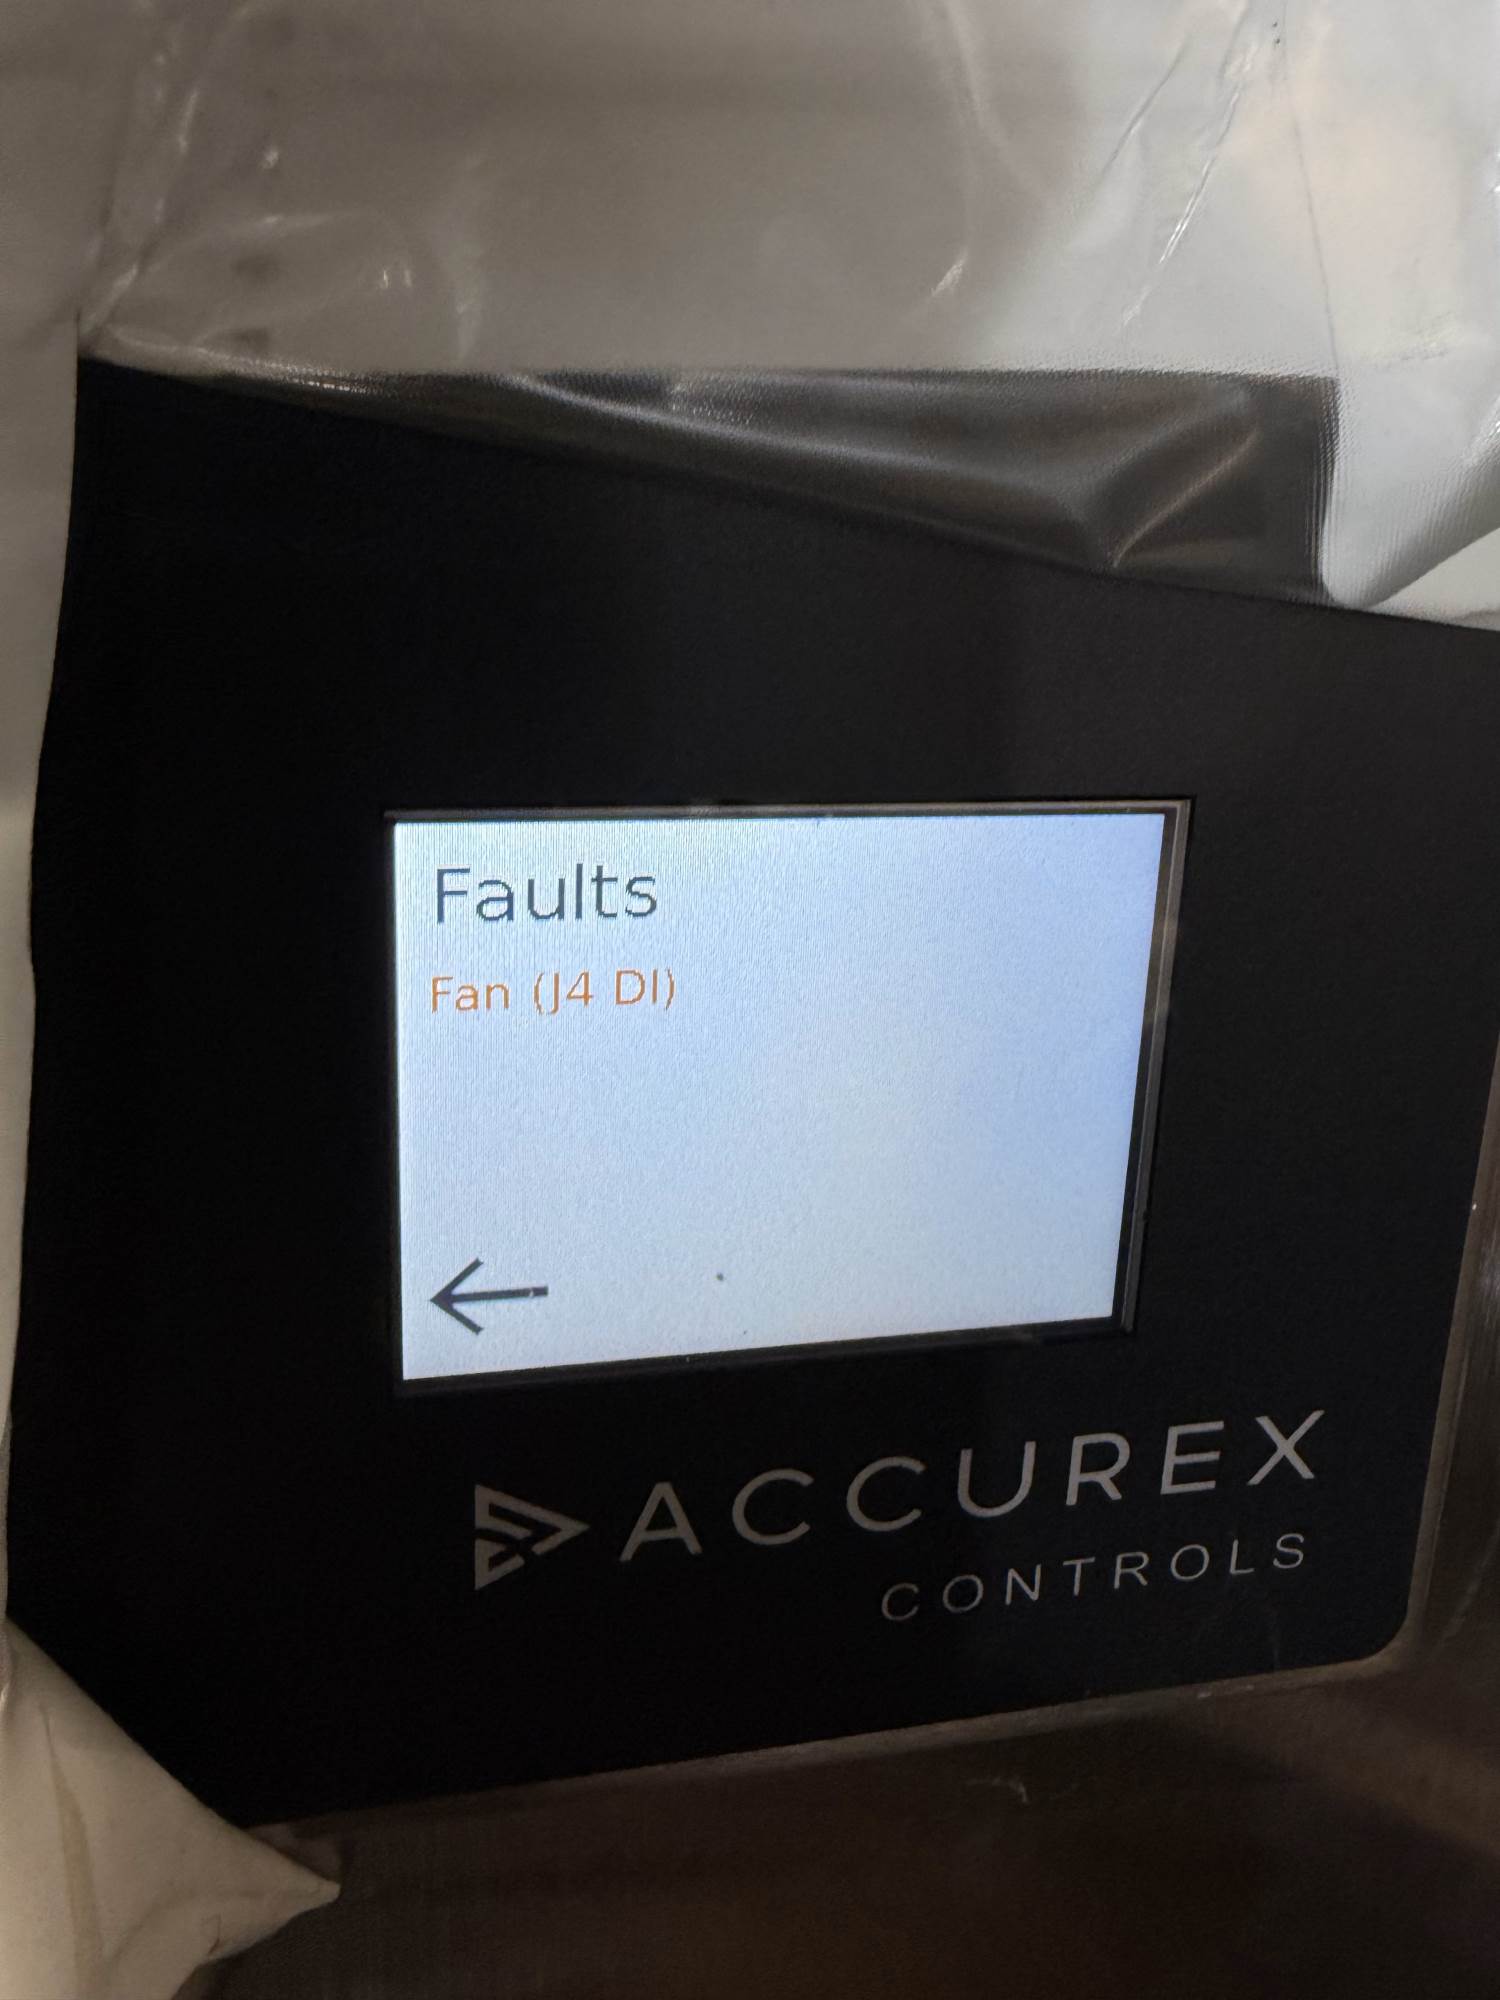 Faults
Fan (J4 DI)
ACCUREX
CONTROLS